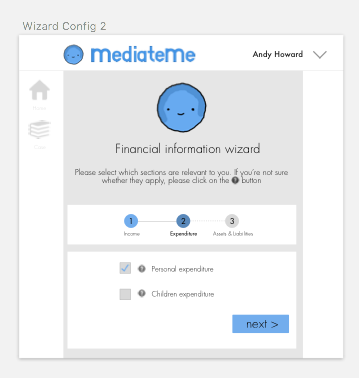 Wizard Config 2
mediateme
Andy Howard
Home
Financial information wizard
Please select which sections are relevant to you. If you're not sure
whether they apply, please click on the ? button
1
2
3
Income
Expenditure
Assets & Liabilities
? Personal expenditure
? Children expenditure
next >